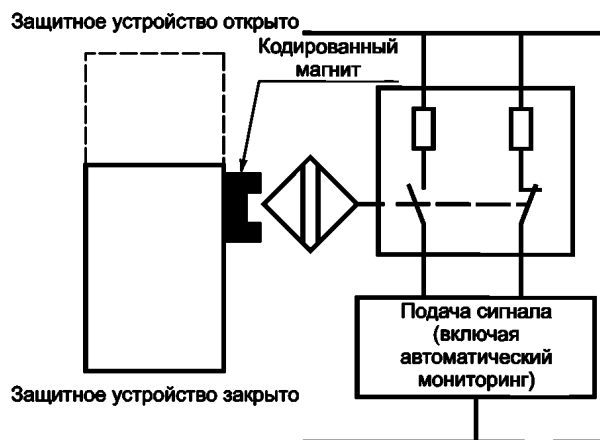 Защитное устройство открыто
Кодированный
магнит
Подача сигнала
(включая
автоматический
мониторинг)
Защитное устройство закрыто